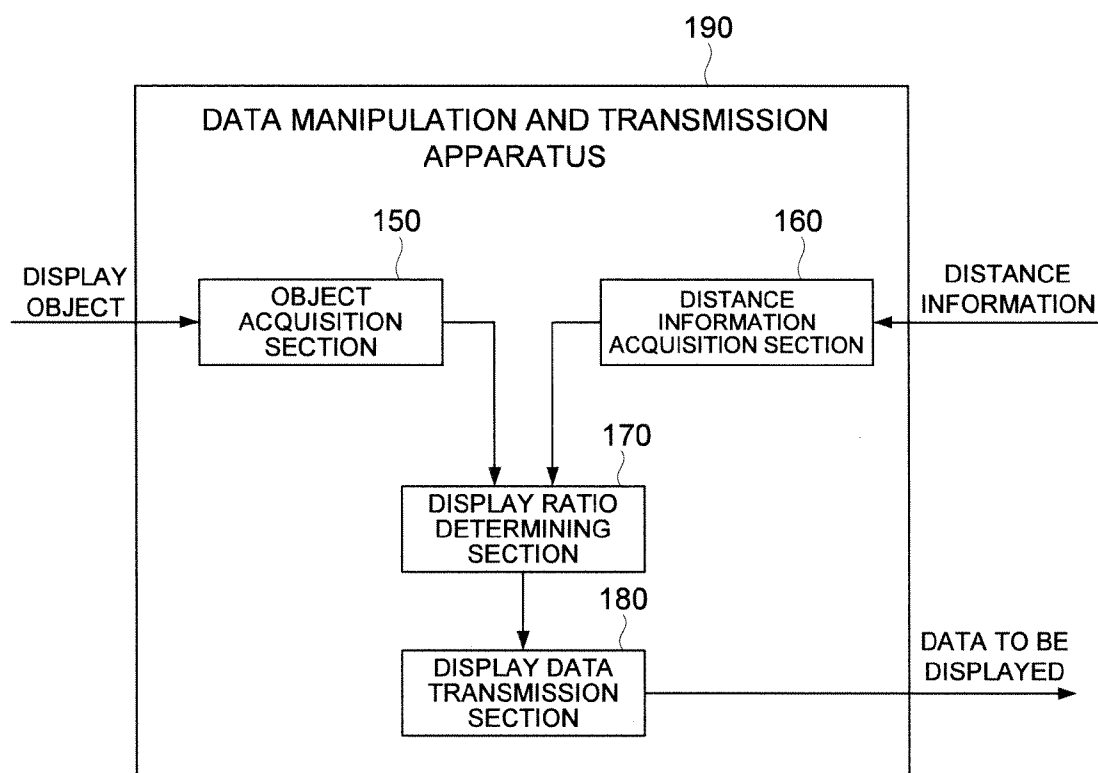 190
DATA MANIPULATION AND TRANSMISSION
APPARATUS
150
160
DISPLAY
OBJECT
OBJECT
ACQUISITION
SECTION
DISTANCE
INFORMATION
ACQUISITION SECTION
DISTANCE
INFORMATION
170
DISPLAY RATIO
DETERMINING
SECTION
180
DISPLAY DATA
TRANSMISSION
SECTION
DATA TO BE
DISPLAYED